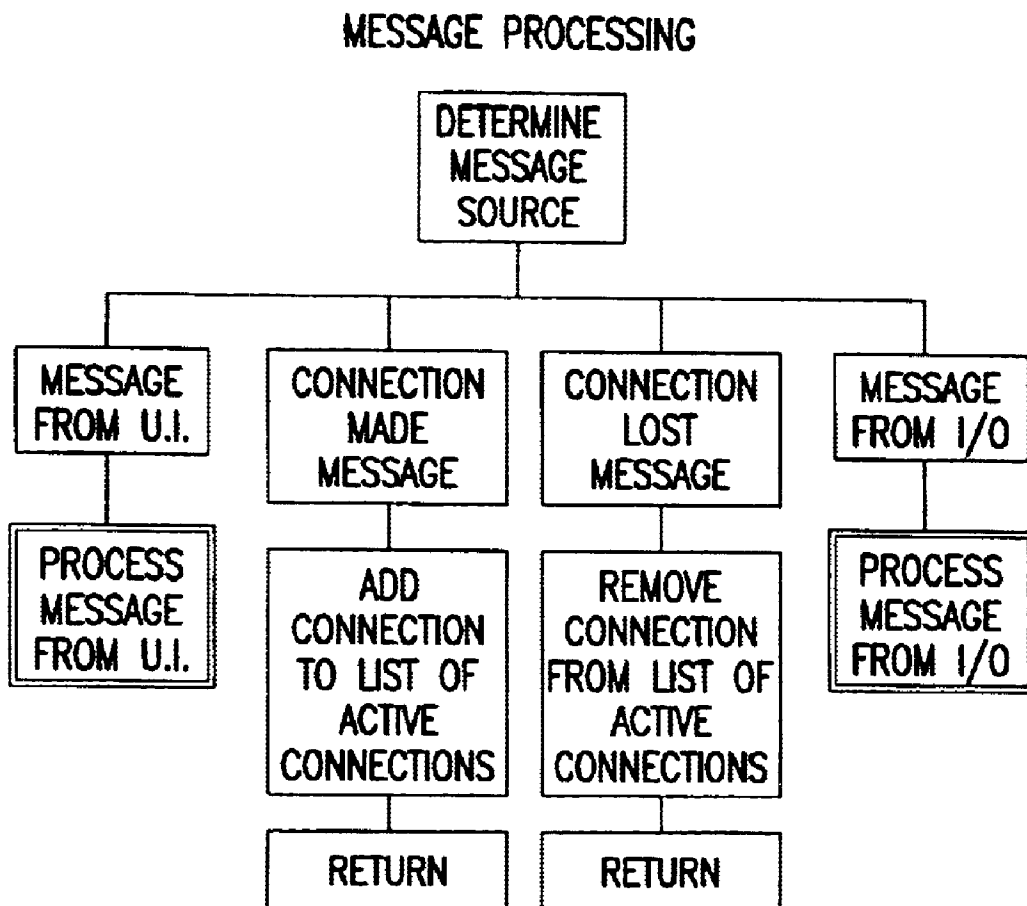 MESSAGE PROCESSING
DETERMINE
MESSAGE
SOURCE
MESSAGE
FROM U.I.
CONNECTION
MADE
MESSAGE
CONNECTION
LOST
MESSAGE
MESSAGE
FROM I/O
PROCESS
MESSAGE
FROM U.I.
ADD
CONNECTION
TO LIST OF
ACTIVE
CONNECTIONS
REMOVE
CONNECTION
FROM LIST OF
ACTIVE
CONNECTIONS
PROCESS
MESSAGE
FROM I/O
RETURN
RETURN